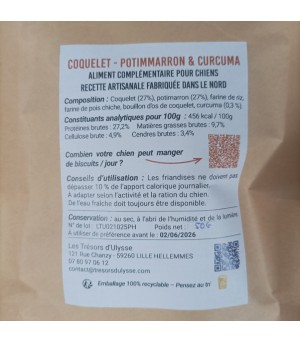 COQUELET - POTIMMARRON & CURCUMA
ALIMENT COMPLÉMENTAIRE POUR CHIENS
RECETTE ARTISANALE FABRIQUÉE DANS LE NORD
Composition : Coquelet (27%), potimarron (27%), farine de riz,
farine de pois chiche, bouillon d'os de coquelet, curcuma (0,3 %).
Constituants analytiques pour 100g : 456 kcal / 100g
Protéines brutes : 27,2% Matières grasses brutes : 9,7%
Cellulose brute : 4,9% Cendres brutes : 3,4%
Combien votre chien peut manger
de biscuits / jour ?
Conseils d'utilisation : Les friandises ne doivent pas
dépasser 10 % de l'apport calorique journalier.
À adapter selon l'activité et la ration du chien.
De l'eau fraîche doit toujours être disponible.
Conservation : au sec, à l'abri de l'humidité et de la lumière
N° de lot : LTU021025PH Poids net :
À utiliser de préférence avant le : 02/06/2026
Les Trésors d'Ulysse
121 Rue Chanzy - 59260 LILLE HELLEMMES
07 80 97 06 12
contact@tresorsdulysse.com
Emballage 100% recyclable - Pensez au tri